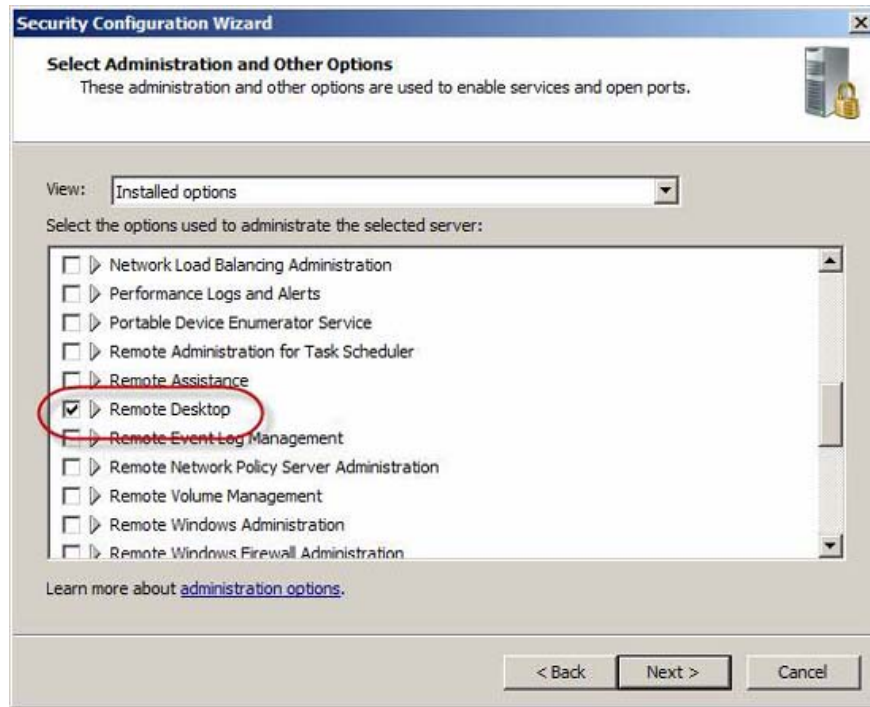 Security Configuration Wizard
Select Administration and Other Options
These administration and other options are used to enable services and open ports.
View: Installed options
Select the options used to administrate the selected server:
Network Load Balancing Administration
Performance Logs and Alerts
Portable Device Enumerator Service
Remote Administration for Task Scheduler
Remote Assistance
Remote Desktop
Remote Event Log Management
Remote Network Policy Server Administration
Remote Volume Management
Remote Windows Administration
Remote Windows Firewall Administration
Learn more about administration options.
< Back Next > Cancel